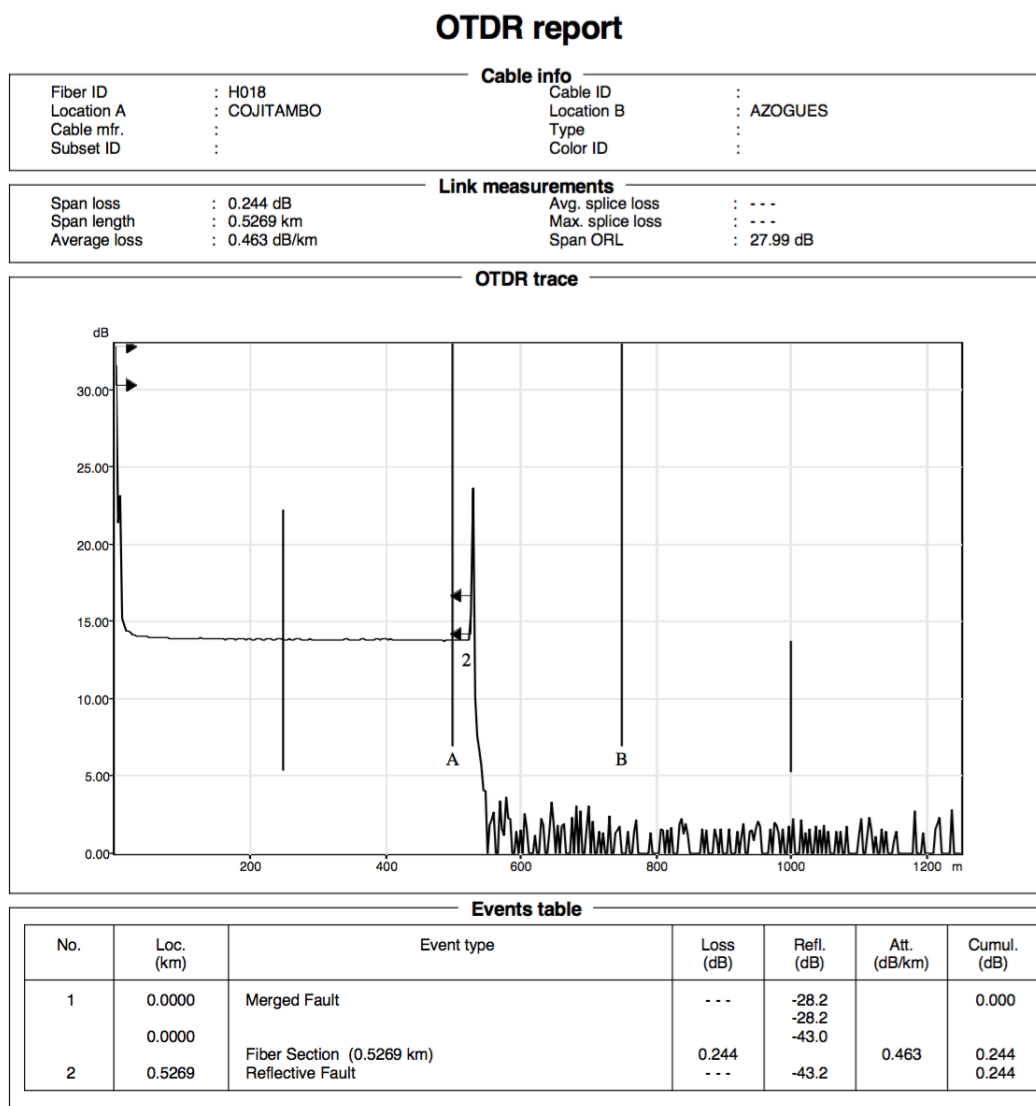 OTDR report
Cable info
Fiber ID : H018 Cable ID :
Location A : COJITAMBO Location B : AZOGUES
Cable mfr. : Type :
Subset ID : Color ID :
Link measurements
Span loss : 0.244 dB Avg. splice loss : - - -
Span length : 0.5269 km Max. splice loss : - - -
Average loss : 0.463 dB/km Span ORL : 27.99 dB
OTDR trace
dB
30.00
25.00
20.00
15.00
2
10.00
A B
5.00
0.00
200 400 600 800 1000 1200 m
Events table
No. Loc. Event type Loss Refl. Att. Cumul.
(km) (dB) (dB) (dB/km) (dB)
1 0.0000 Merged Fault - - - -28.2 0.000
-28.2
0.0000 -43.0
Fiber Section (0.5269 km) 0.244 0.463 0.244
2 0.5269 Reflective Fault - - - -43.2 0.244